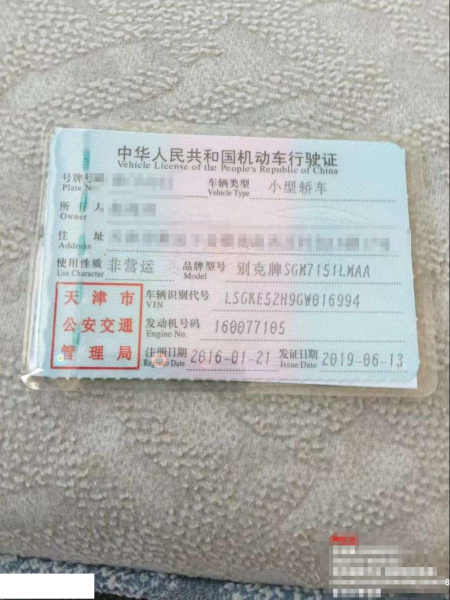 中华人民共和国机动车行驶证
Vehicle License of the People's Republic of China
号牌号码
Plate No.
车辆类型 小型轿车
Vehicle Type
所有人
Owner
住址
Address
使用性质 非营运 品牌型号 别克牌SGM7151LMAA
Use Character Model
天津市
公安交通
管理局
车辆识别代号 LSGKE52H9GW016994
VIN
发动机号码 160077105
Engine No.
注册日期 2016-01-21 发证日期 2019-06-13
Register Date Issue Date